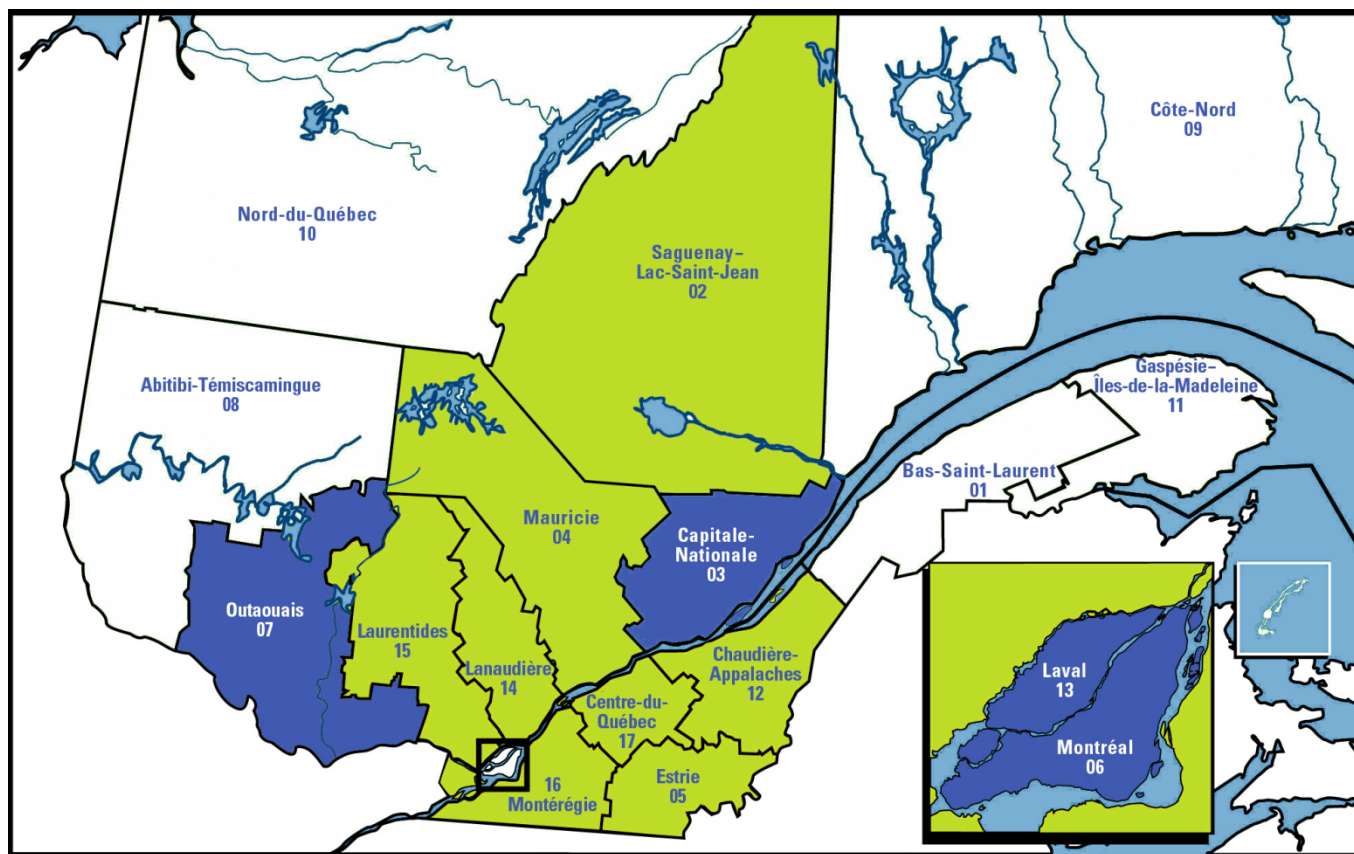 Côte-Nord
09
Nord-du-Québec
10
Saguenay–
Lac-Saint-Jean
02
Abitibi-Témiscamingue
08
Gaspésie–
Îles-de-la-Madeleine
11
Bas-Saint-Laurent
01
Mauricie
04
Capitale-
Nationale
03
Outaouais
07
Laurentides
15
Lanaudière
14
Chaudière-
Appalaches
12
Centre-du-
Québec
17
Estrie
05
16
Montérégie
Laval
13
Montréal
06